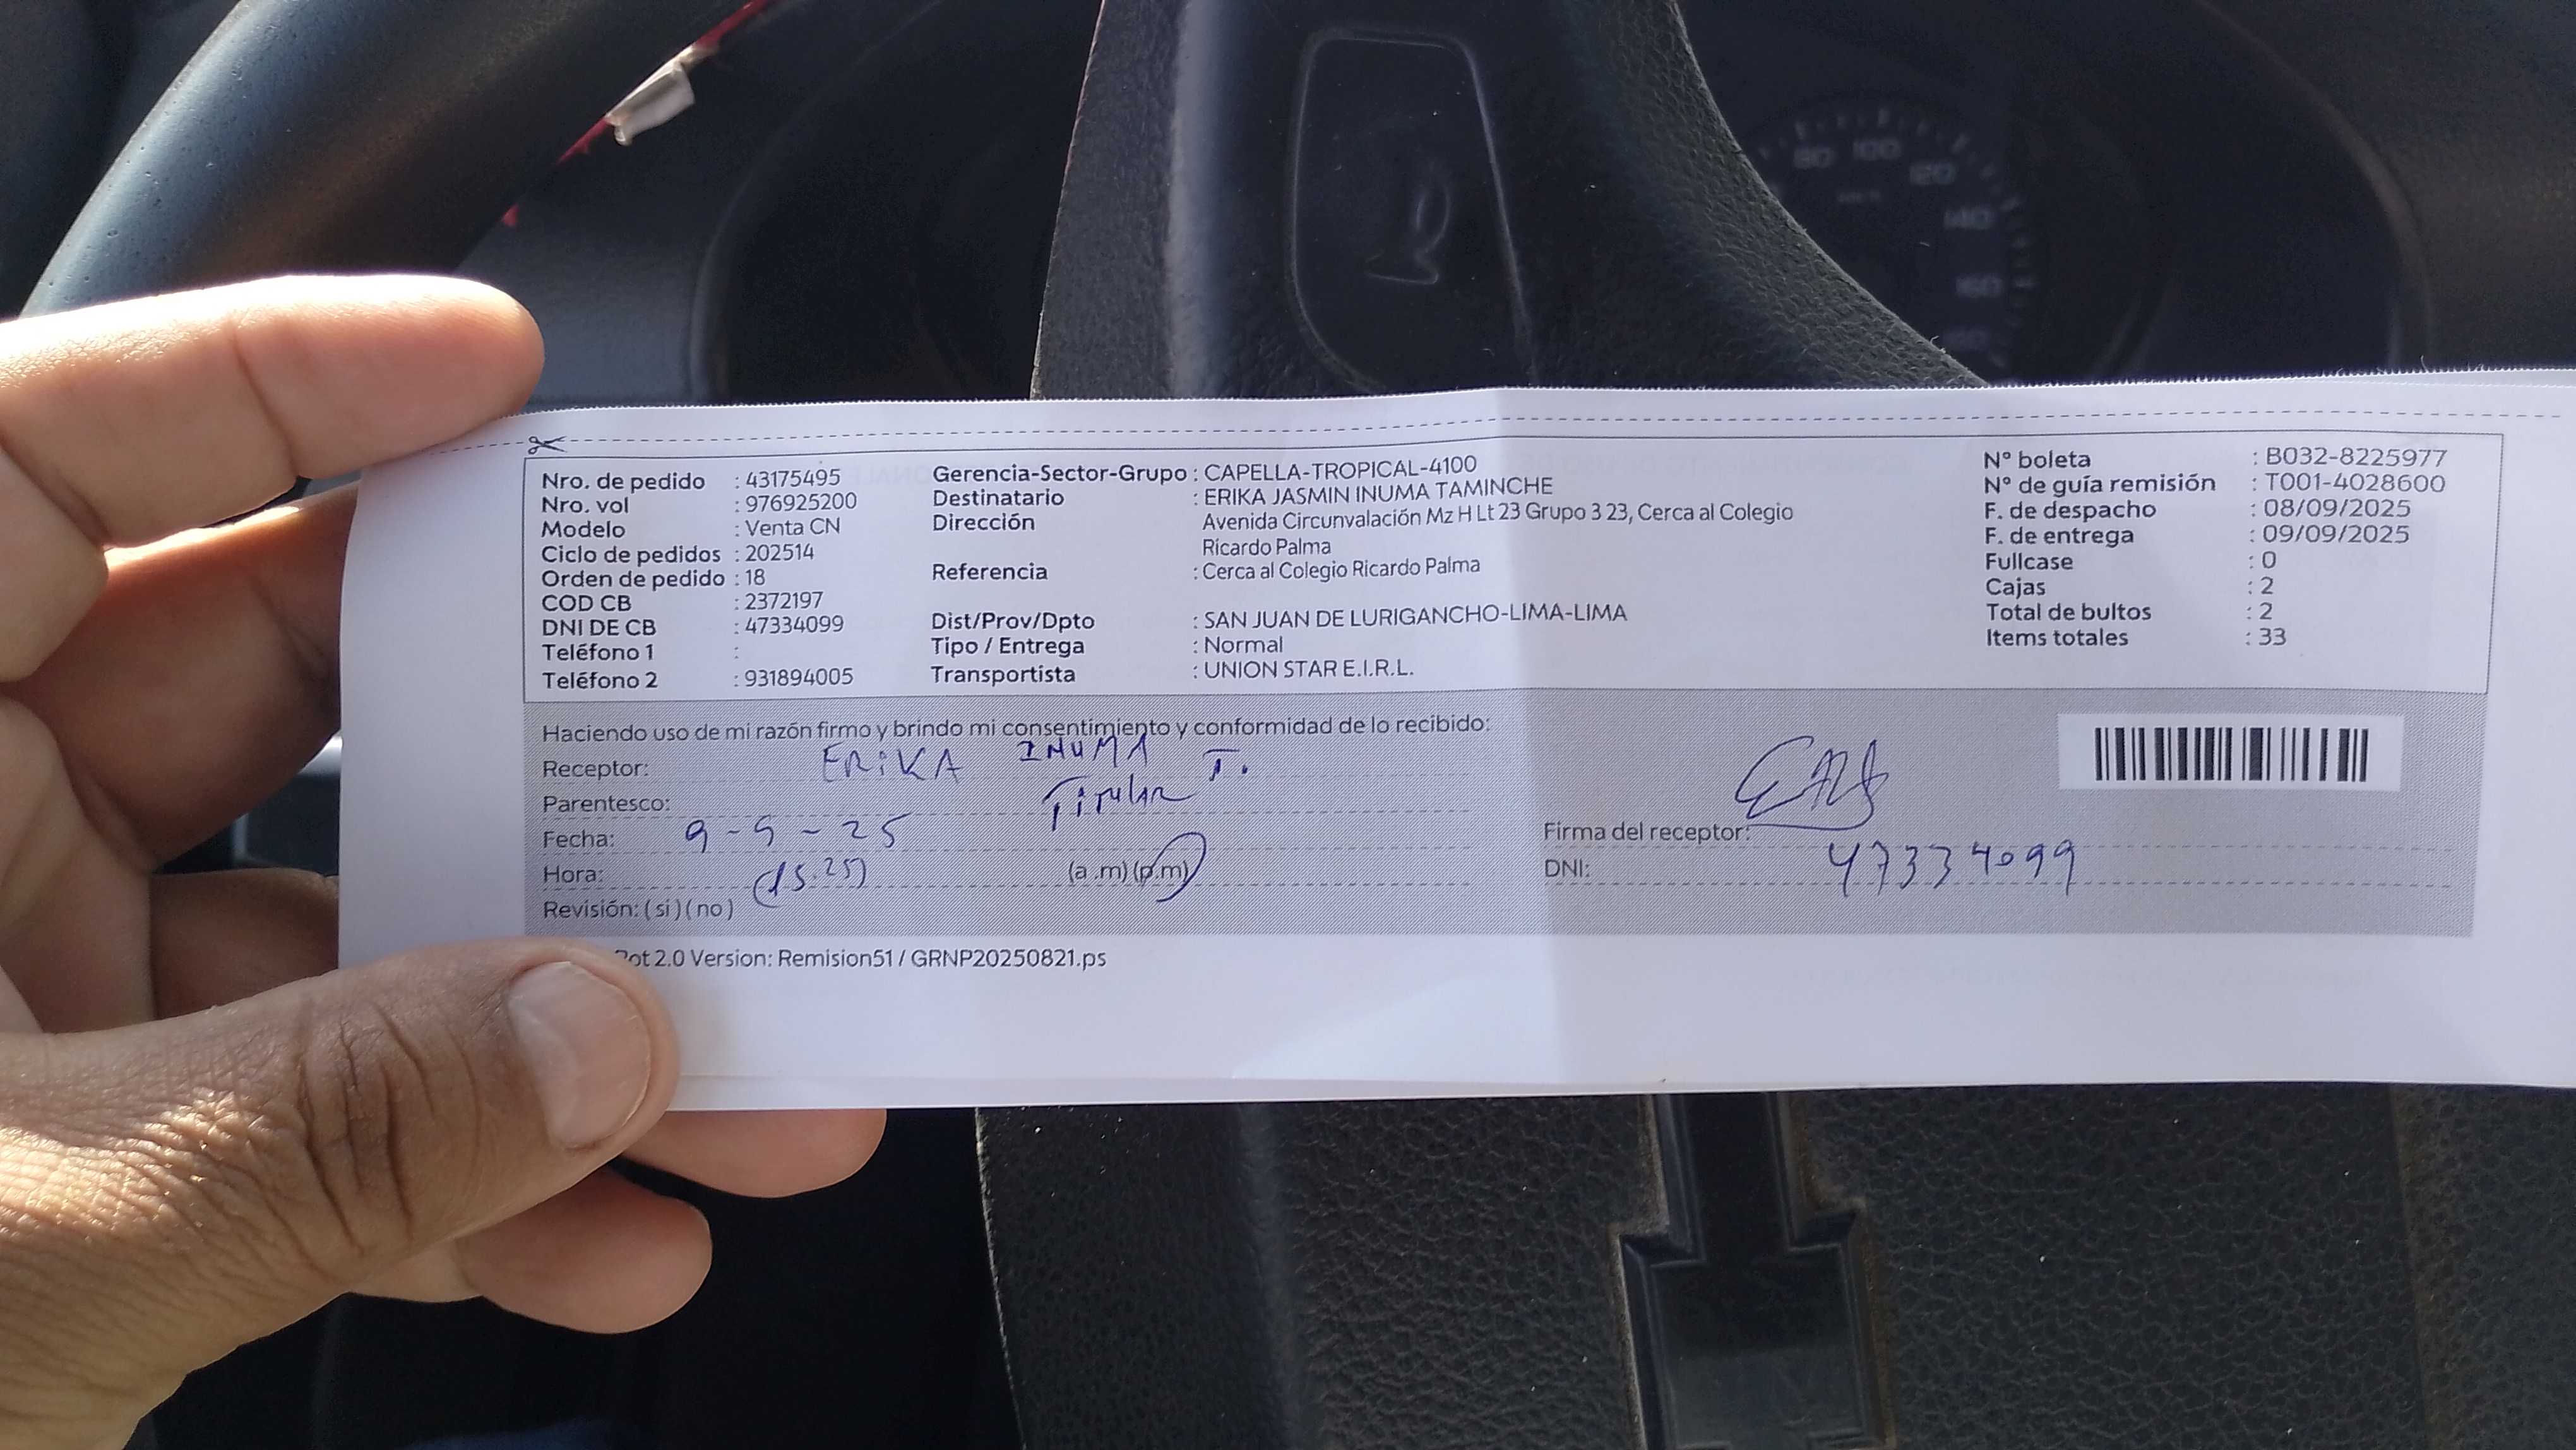 80 100 120 140 160
Nro. de pedido : 43175495
Nro. vol : 976925200
Modelo : Venta CN
Ciclo de pedidos : 202514
Orden de pedido : 18
COD CB : 2372197
DNI DE CB : 47334099
Teléfono 1 :
Teléfono 2 : 931894005
Gerencia-Sector-Grupo : CAPELLA-TROPICAL-4100
Destinatario : ERIKA JASMIN INUMA TAMINCHE
Dirección Avenida Circunvalación Mz H Lt 23 Grupo 3 23, Cerca al Colegio
Ricardo Palma
Referencia : Cerca al Colegio Ricardo Palma
Dist/Prov/Dpto : SAN JUAN DE LURIGANCHO-LIMA-LIMA
Tipo / Entrega : Normal
Transportista : UNION STAR E.I.R.L.
Nº boleta : B032-8225977
Nº de guía remisión : T001-4028600
F. de despacho : 08/09/2025
F. de entrega : 09/09/2025
Fullcase : 0
Cajas : 2
Total de bultos : 2
Items totales : 33
Haciendo uso de mi razón firmo y brindo mi consentimiento y conformidad de lo recibido:
Receptor: ERIKA INUMA T.
Parentesco: Titular
Fecha: 9-9-25
Hora: (15.25) (a.m) (p.m)
Revisión: (si) (no)
Firma del receptor:
DNI: 47334099
2.0 Version: Remision51 / GRNP20250821.ps